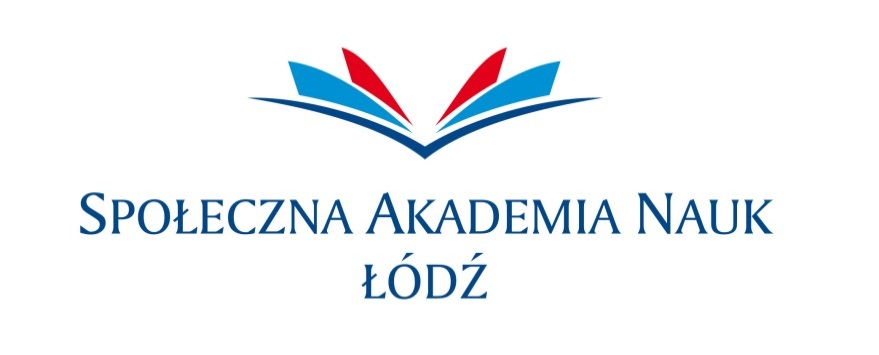 SPOŁECZNA AKADEMIA NAUK
ŁÓDŹ